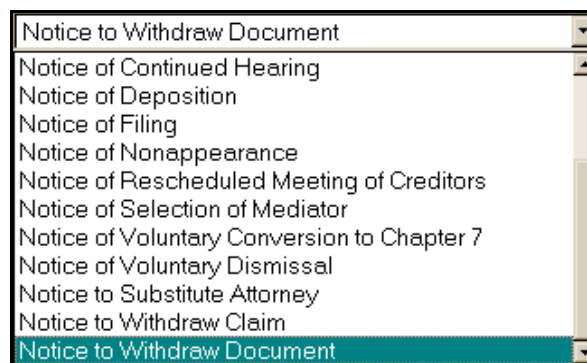 Notice to Withdraw Document
Notice of Continued Hearing
Notice of Deposition
Notice of Filing
Notice of Nonappearance
Notice of Rescheduled Meeting of Creditors
Notice of Selection of Mediator
Notice of Voluntary Conversion to Chapter 7
Notice of Voluntary Dismissal
Notice to Substitute Attorney
Notice to Withdraw Claim
Notice to Withdraw Document